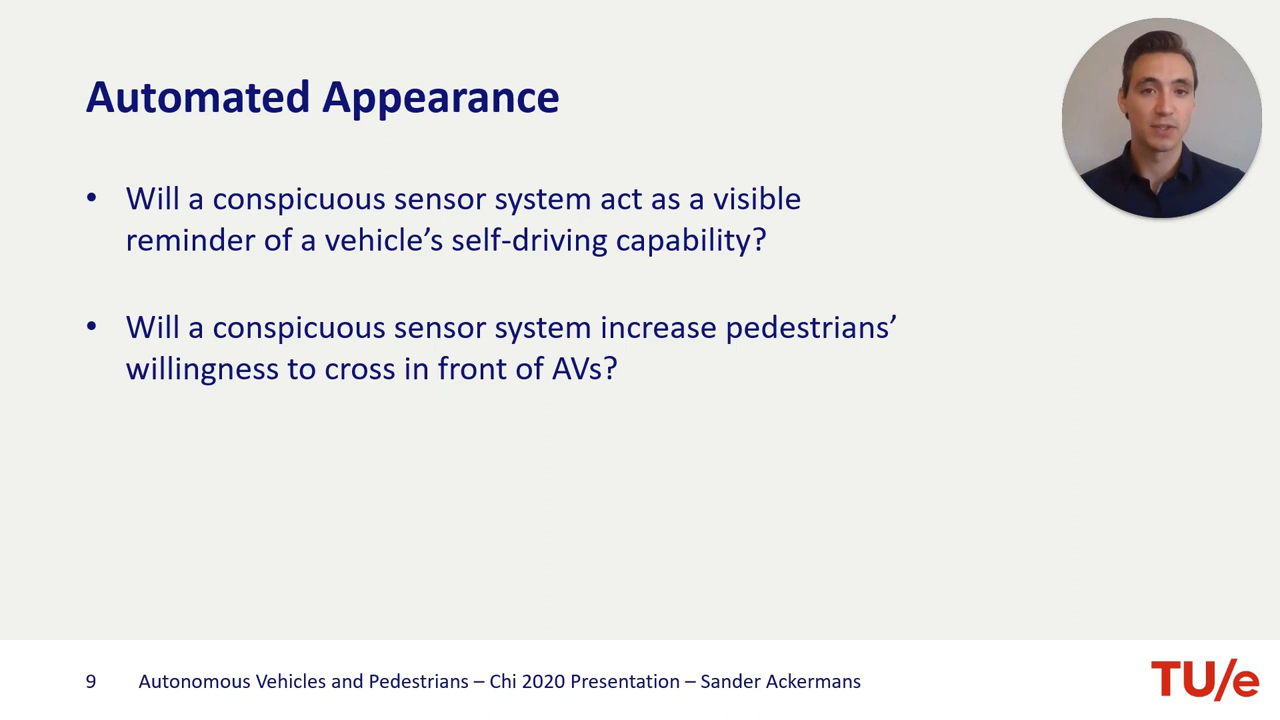 Automated Appearance
• Will a conspicuous sensor system act as a visible
reminder of a vehicle’s self-driving capability?
• Will a conspicuous sensor system increase pedestrians’
willingness to cross in front of AVs?
9 Autonomous Vehicles and Pedestrians – Chi 2020 Presentation – Sander Ackermans
TU/e